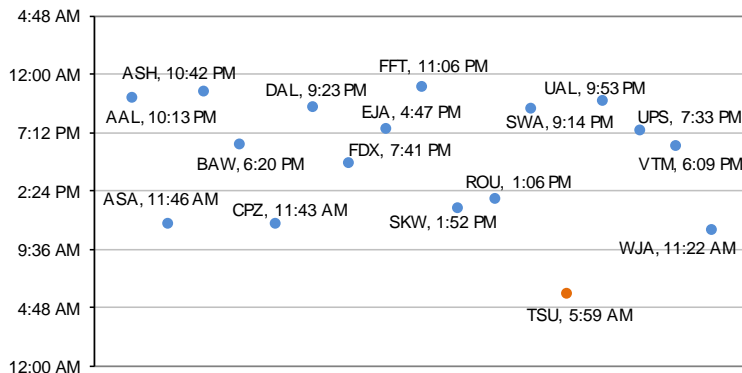 4:48 AM
12:00 AM
7:12 PM
2:24 PM
9:36 AM
4:48 AM
12:00 AM
AAL, 10:13 PM
ASA, 11:46 AM
ASH, 10:42 PM
BAW, 6:20 PM
CPZ, 11:43 AM
DAL, 9:23 PM
FDX, 7:41 PM
EJA, 4:47 PM
FFT, 11:06 PM
SKW, 1:52 PM
ROU, 1:06 PM
SWA, 9:14 PM
TSU, 5:59 AM
UAL, 9:53 PM
UPS, 7:33 PM
VTM, 6:09 PM
WJA, 11:22 AM